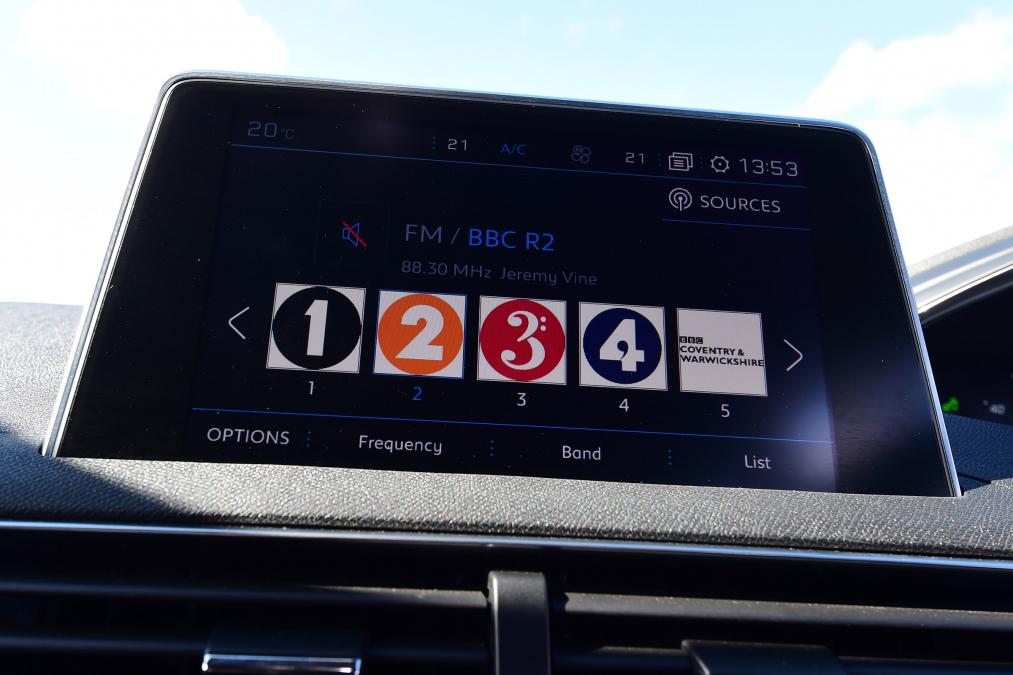 20°C
21 A/C 21 13:53
SOURCES
FM / BBC R2
88.30 MHz Jeremy Vine
1 2 3 4 BBC
COVENTRY &
WARWICKSHIRE
1 2 3 4 5
OPTIONS Frequency Band List